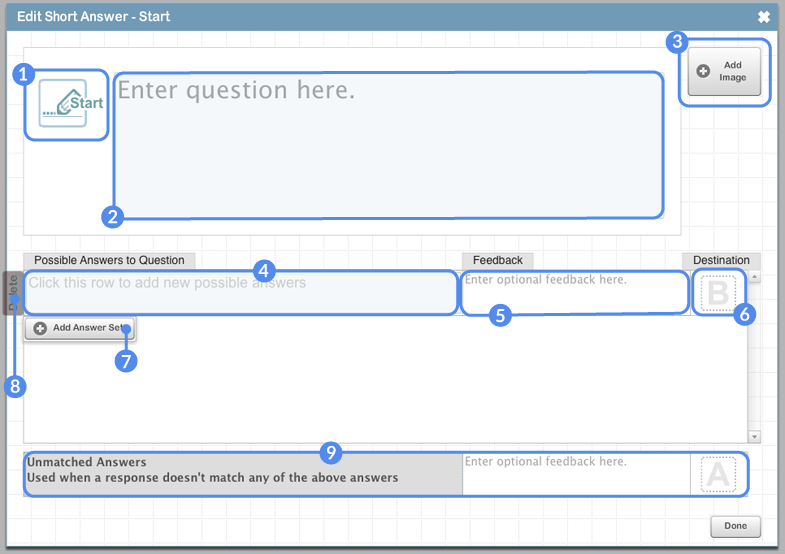 Edit Short Answer - Start
3
Add
Image
1
Start
Enter question here.
2
Possible Answers to Question
Feedback
Destination
4
Delete
Click this row to add new possible answers
Enter optional feedback here.
B
5
6
Add Answer Set
7
8
9
Unmatched Answers
Used when a response doesn't match any of the above answers
Enter optional feedback here.
A
Done